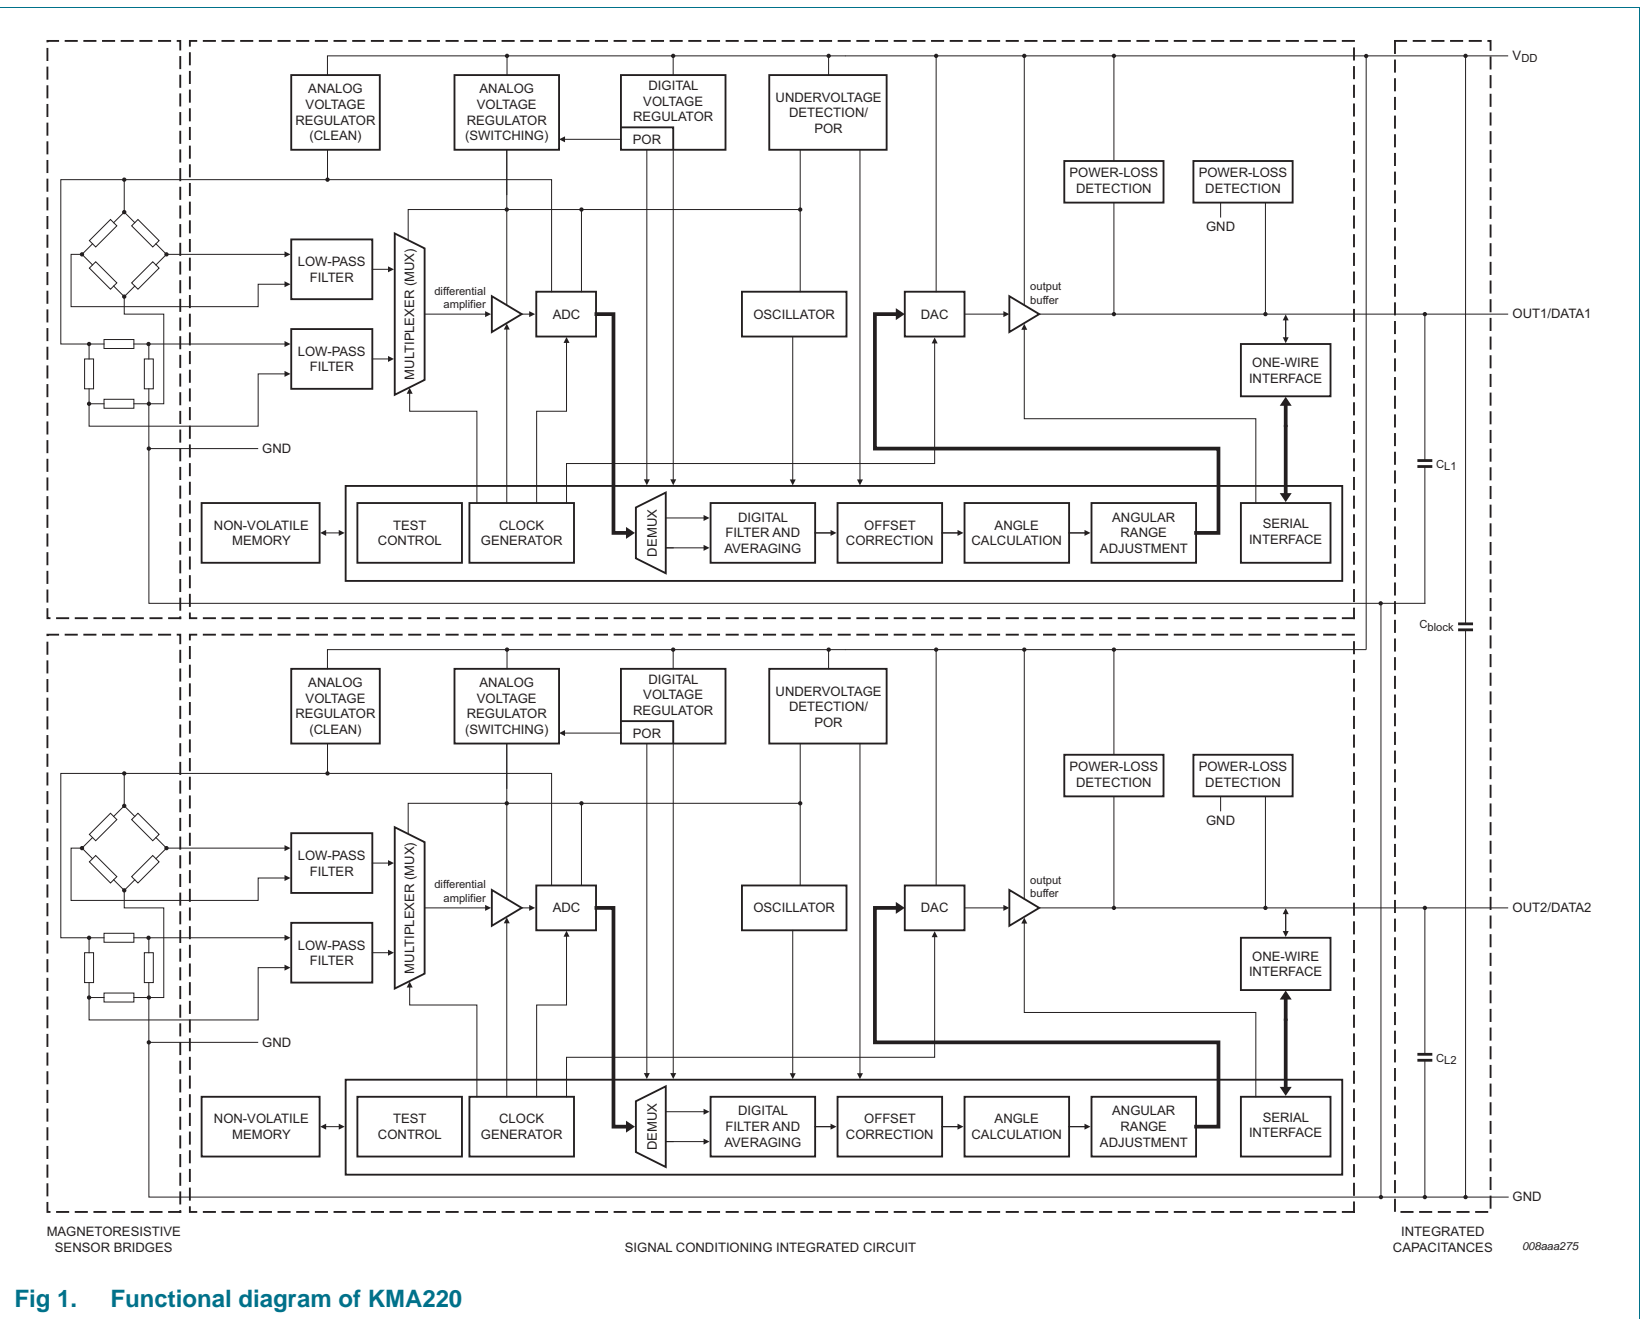 VDD
ANALOG
VOLTAGE
REGULATOR
(CLEAN)
ANALOG
VOLTAGE
REGULATOR
(SWITCHING)
DIGITAL
VOLTAGE
REGULATOR
POR
UNDERVOLTAGE
DETECTION/
POR
POWER-LOSS
DETECTION
POWER-LOSS
DETECTION
GND
LOW-PASS
FILTER
LOW-PASS
FILTER
MULTIPLEXER (MUX)
differential
amplifier
ADC
OSCILLATOR
DAC
output
buffer
OUT1/DATA1
ONE-WIRE
INTERFACE
GND
CL1
NON-VOLATILE
MEMORY
TEST
CONTROL
CLOCK
GENERATOR
DEMUX
DIGITAL
FILTER AND
AVERAGING
OFFSET
CORRECTION
ANGLE
CALCULATION
ANGULAR
RANGE
ADJUSTMENT
SERIAL
INTERFACE
Cblock
ANALOG
VOLTAGE
REGULATOR
(CLEAN)
ANALOG
VOLTAGE
REGULATOR
(SWITCHING)
DIGITAL
VOLTAGE
REGULATOR
POR
UNDERVOLTAGE
DETECTION/
POR
POWER-LOSS
DETECTION
POWER-LOSS
DETECTION
GND
LOW-PASS
FILTER
LOW-PASS
FILTER
MULTIPLEXER (MUX)
differential
amplifier
ADC
OSCILLATOR
DAC
output
buffer
OUT2/DATA2
ONE-WIRE
INTERFACE
GND
CL2
NON-VOLATILE
MEMORY
TEST
CONTROL
CLOCK
GENERATOR
DEMUX
DIGITAL
FILTER AND
AVERAGING
OFFSET
CORRECTION
ANGLE
CALCULATION
ANGULAR
RANGE
ADJUSTMENT
SERIAL
INTERFACE
GND
MAGNETORESISTIVE
SENSOR BRIDGES
SIGNAL CONDITIONING INTEGRATED CIRCUIT
INTEGRATED
CAPACITANCES
008aaa275
Fig 1. Functional diagram of KMA220